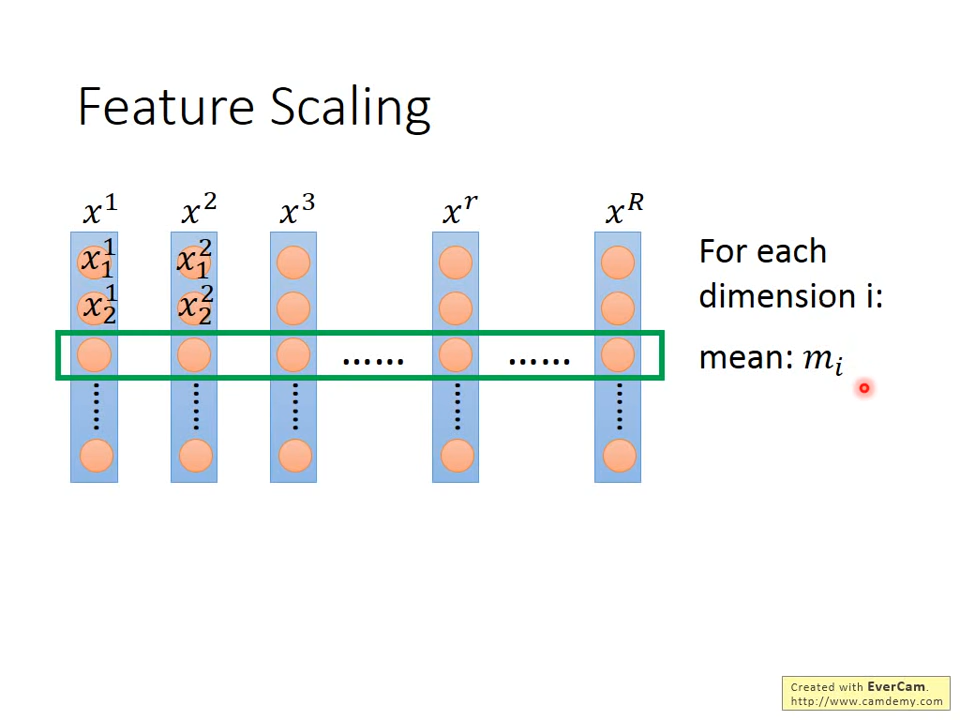 Feature Scaling
x^1 x^2 x^3 x^r x^R
x_1^1 x_1^2
x_2^1 x_2^2
...... ......
For each
dimension i:
mean: m_i
Created with EverCam.
http://www.camdemy.com